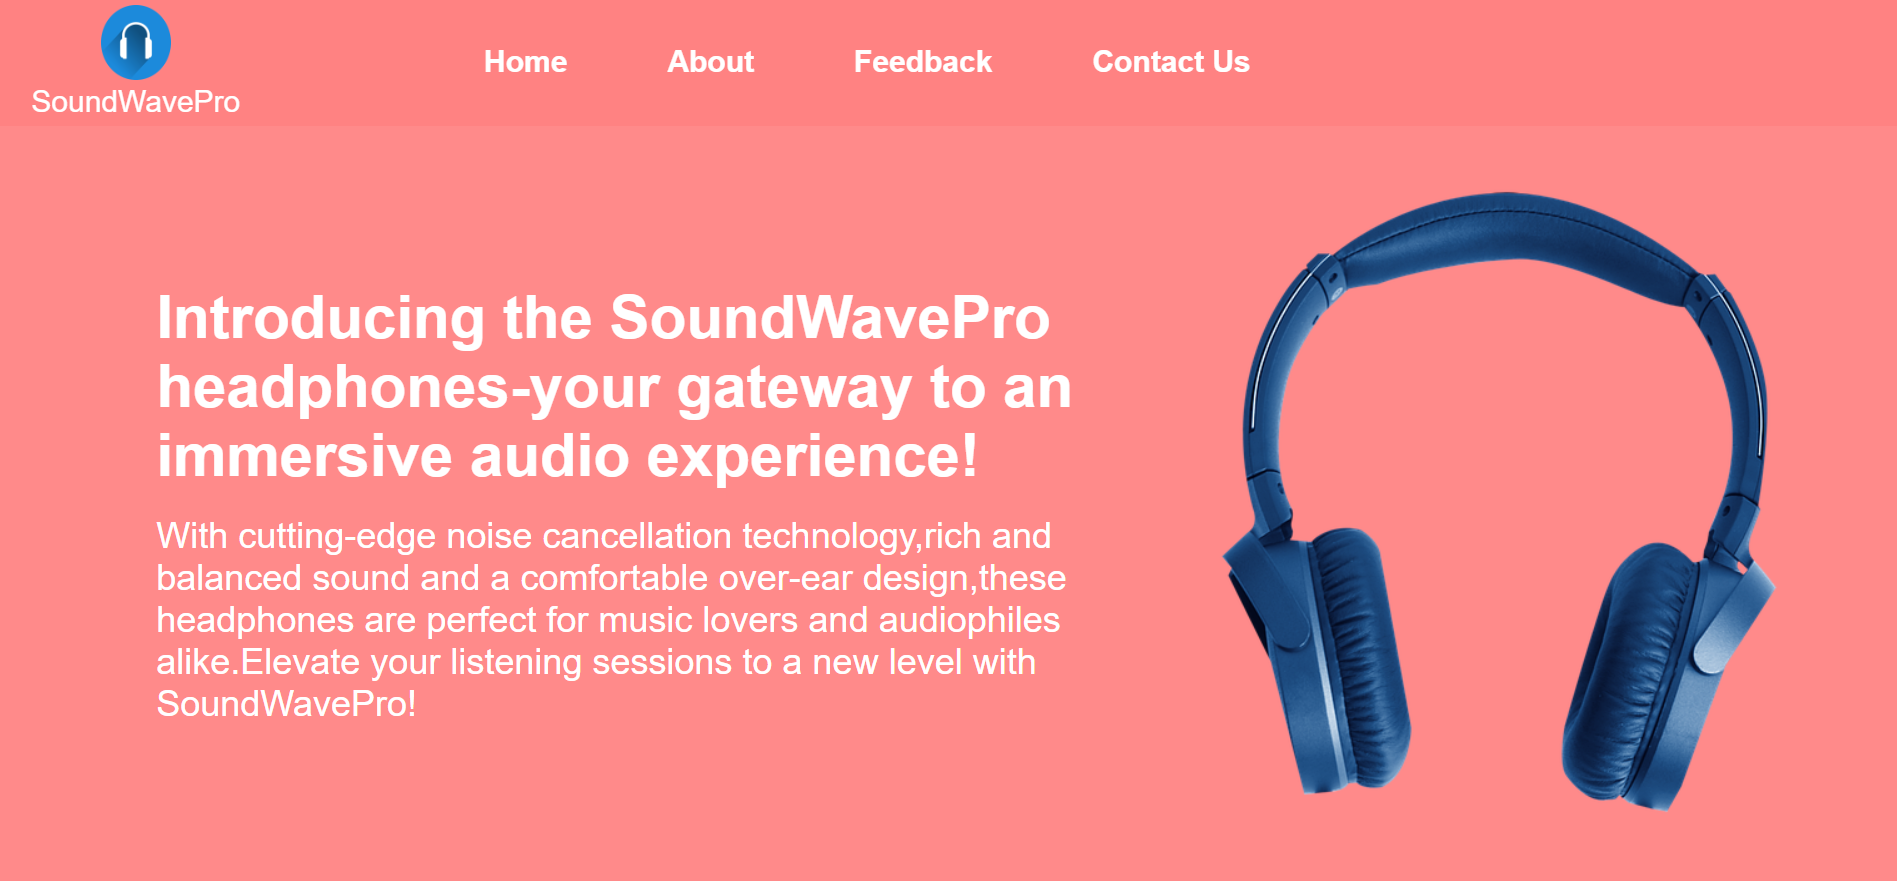 SoundWavePro
Home
About
Feedback
Contact Us
Introducing the SoundWavePro
headphones-your gateway to an
immersive audio experience!
With cutting-edge noise cancellation technology,rich and
balanced sound and a comfortable over-ear design,these
headphones are perfect for music lovers and audiophiles
alike.Elevate your listening sessions to a new level with
SoundWavePro!